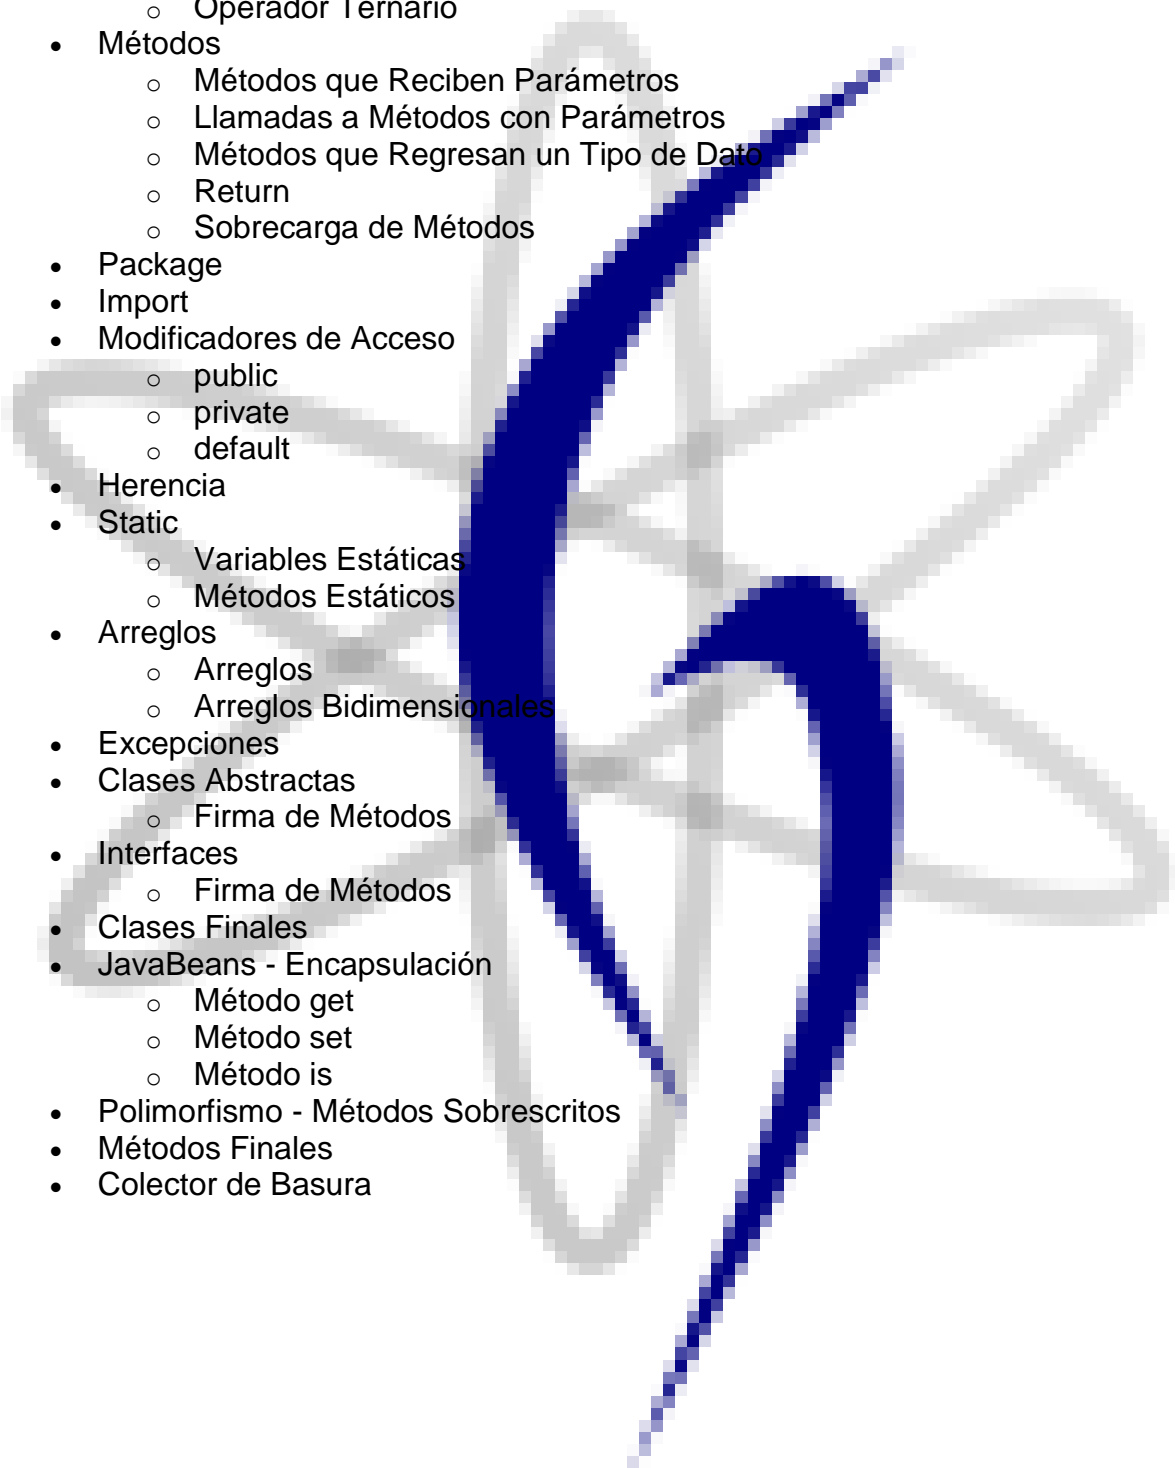 o Operador Ternario
• Métodos
o Métodos que Reciben Parámetros
o Llamadas a Métodos con Parámetros
o Métodos que Regresan un Tipo de Dato
o Return
o Sobrecarga de Métodos
• Package
• Import
• Modificadores de Acceso
o public
o private
o default
• Herencia
• Static
o Variables Estáticas
o Métodos Estáticos
• Arreglos
o Arreglos
o Arreglos Bidimensionales
• Excepciones
• Clases Abstractas
o Firma de Métodos
• Interfaces
o Firma de Métodos
• Clases Finales
• JavaBeans - Encapsulación
o Método get
o Método set
o Método is
• Polimorfismo - Métodos Sobrescritos
• Métodos Finales
• Colector de Basura